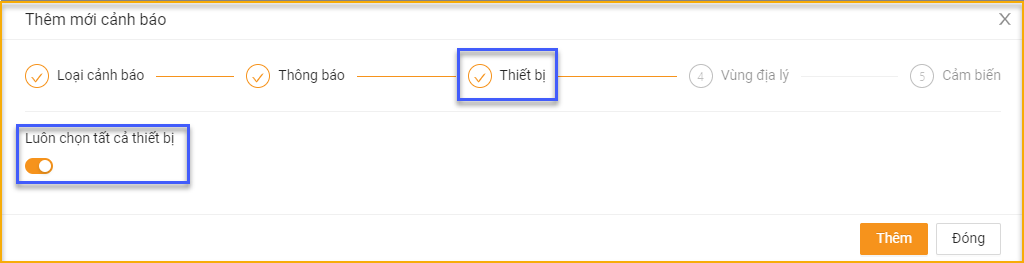 Thêm mới cảnh báo
Loại cảnh báo
Thông báo
Thiết bị
4 Vùng địa lý
5 Cảm biến
Luôn chọn tất cả thiết bị
Thêm
Đóng